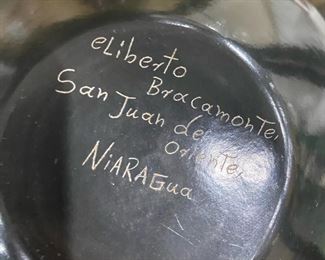 eLiberto
Bracamonte,
San Juan de
Oriente,
NiARAGua